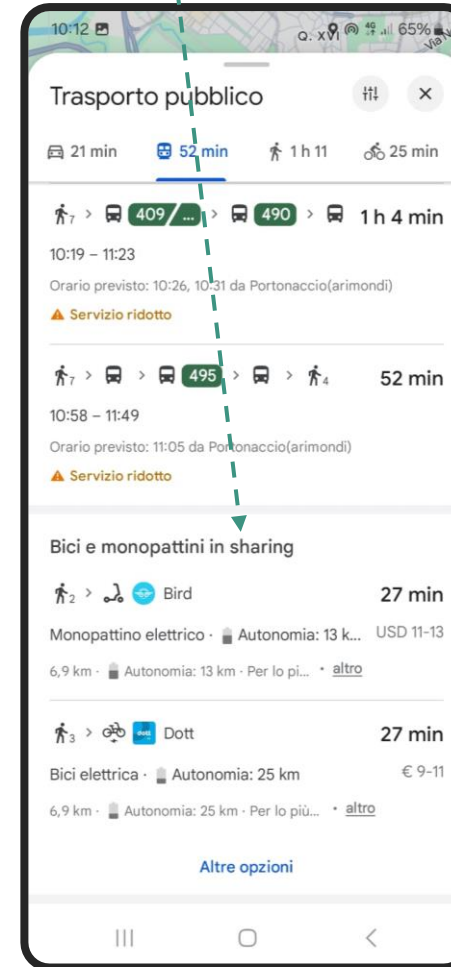 10:12 Q. X 4G 65% Via
Trasporto pubblico
21 min 52 min 1 h 11 25 min
7 > 409/... > 490 > 1 h 4 min
10:19 – 11:23
Orario previsto: 10:26, 10:31 da Portonaccio(arimondi)
Servizio ridotto
7 > > 495 > > 4 52 min
10:58 – 11:49
Orario previsto: 11:05 da Portonaccio(arimondi)
Servizio ridotto
Bici e monopattini in sharing
2 > Bird 27 min
Monopattino elettrico · Autonomia: 13 k... USD 11-13
6,9 km · Autonomia: 13 km · Per lo pi... · altro
3 > dott Dott 27 min
Bici elettrica · Autonomia: 25 km € 9-11
6,9 km · Autonomia: 25 km · Per lo più... · altro
Altre opzioni